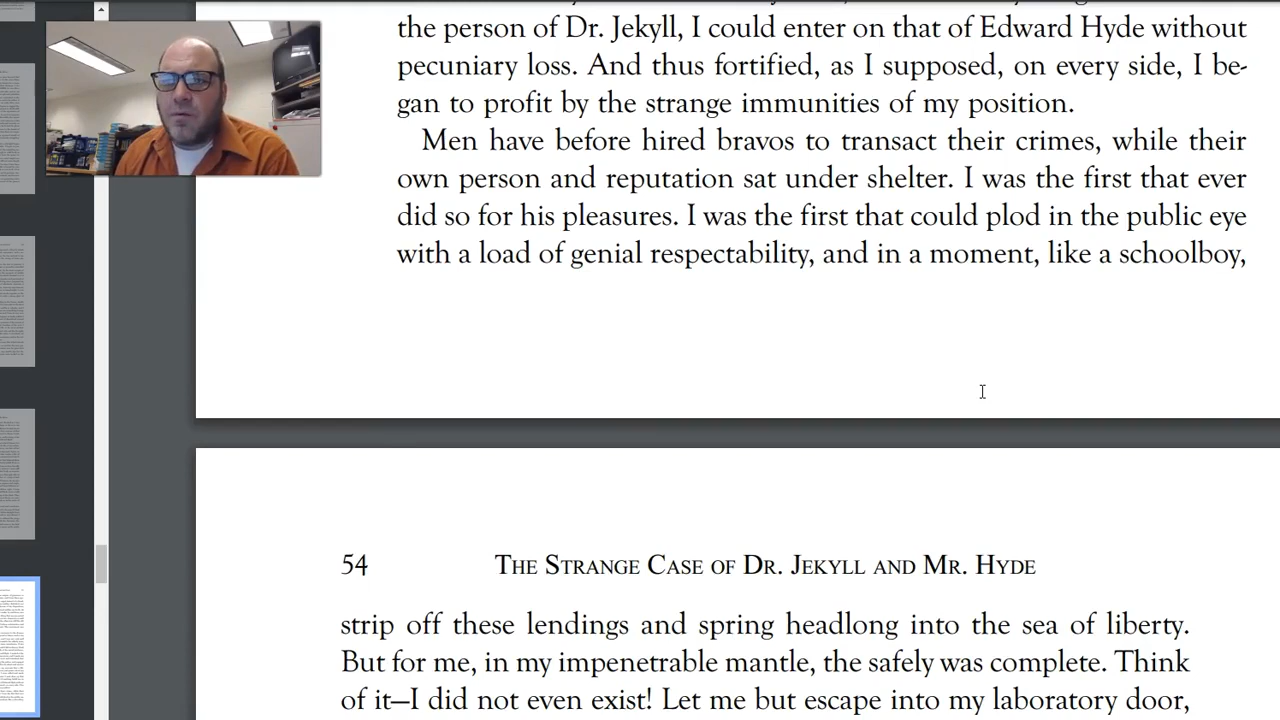 the person of Dr. Jekyll, I could enter on that of Edward Hyde without
pecuniary loss. And thus fortified, as I supposed, on every side, I be-
gan to profit by the strange immunities of my position.
Men have before hired bravos to transact their crimes, while their
own person and reputation sat under shelter. I was the first that ever
did so for his pleasures. I was the first that could plod in the public eye
with a load of genial respectability, and in a moment, like a schoolboy,
54 THE STRANGE CASE OF DR. JEKYLL AND MR. HYDE
strip off these lendings and spring headlong into the sea of liberty.
But for me, in my impenetrable mantle, the safely was complete. Think
of it—I did not even exist! Let me but escape into my laboratory door,